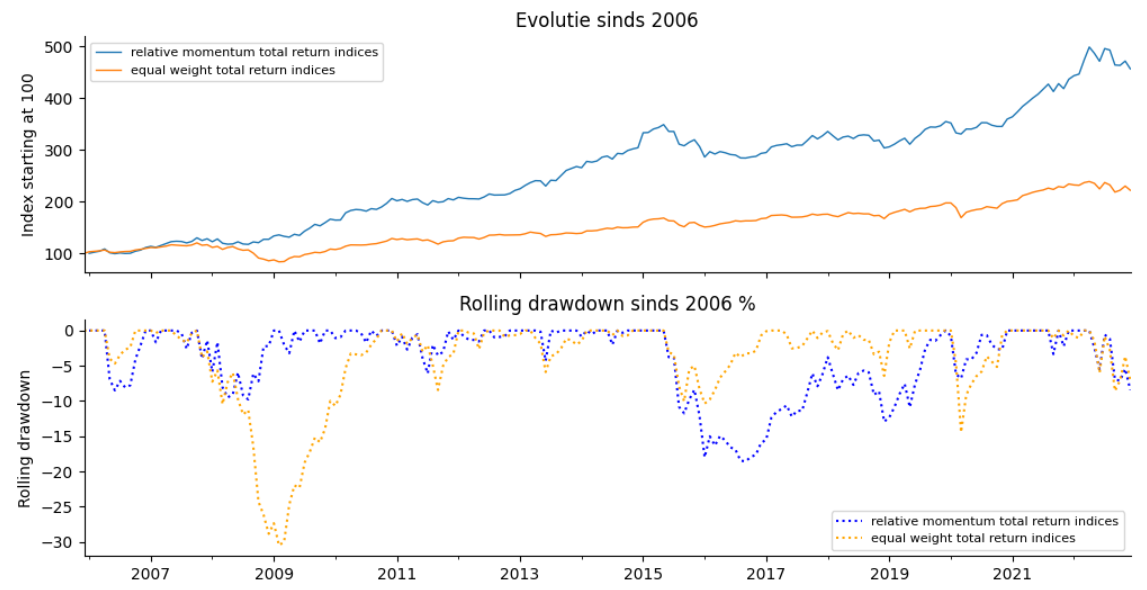 Evolutie sinds 2006
relative momentum total return indices
equal weight total return indices
Index starting at 100
500
400
300
200
100
Rolling drawdown sinds 2006 %
Rolling drawdown
0
−5
−10
−15
−20
−25
−30
relative momentum total return indices
equal weight total return indices
2007 2009 2011 2013 2015 2017 2019 2021